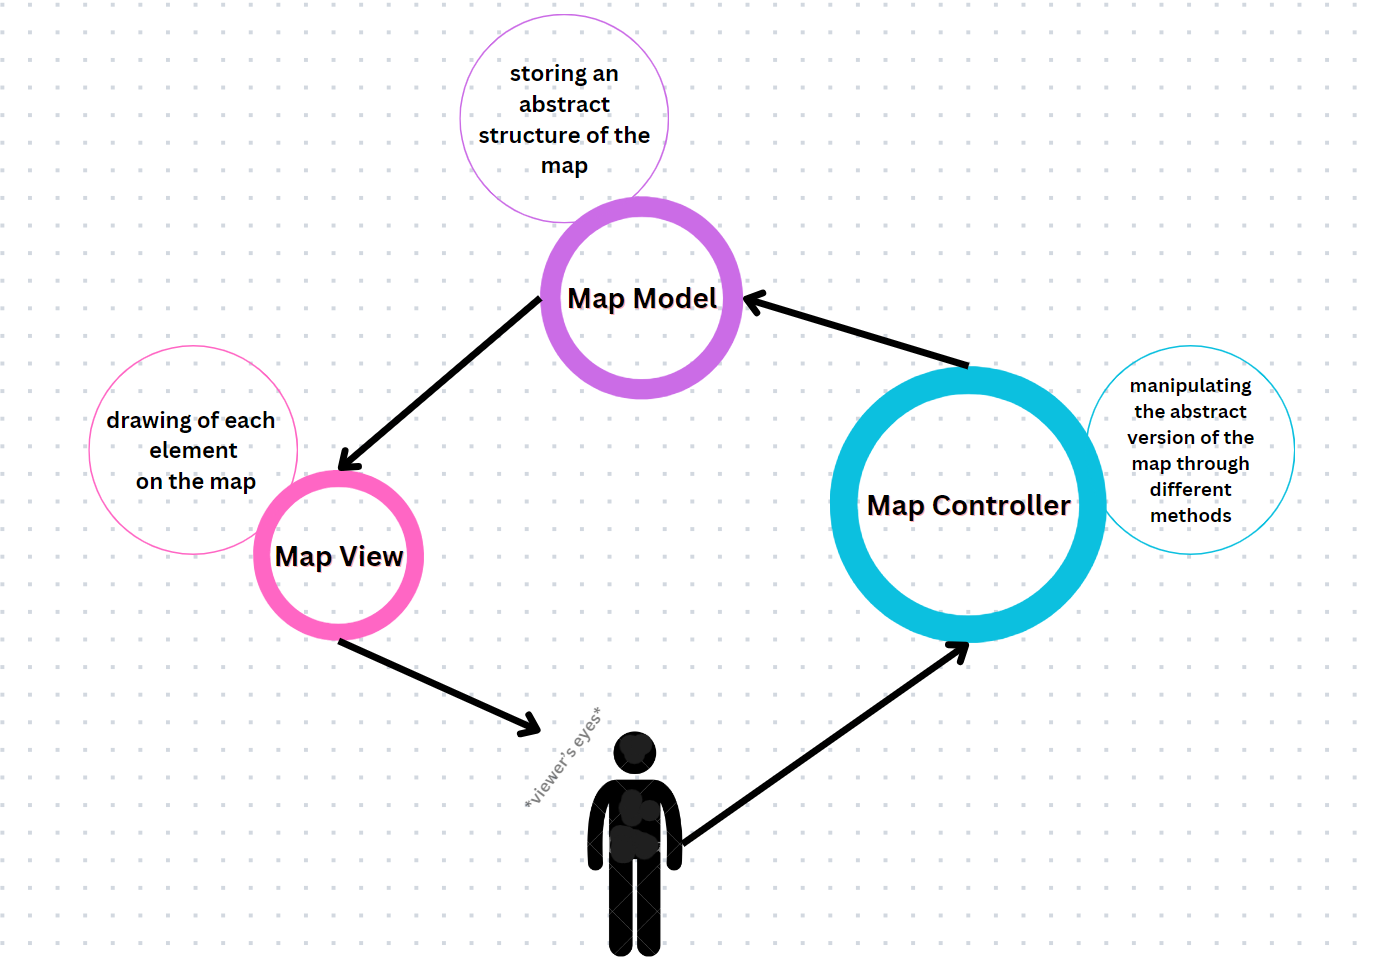 storing an
abstract
structure of the
map
Map Model
drawing of each
element
on the map
Map View
manipulating
the abstract
version of the
map through
different
methods
Map Controller
*viewer's eyes*